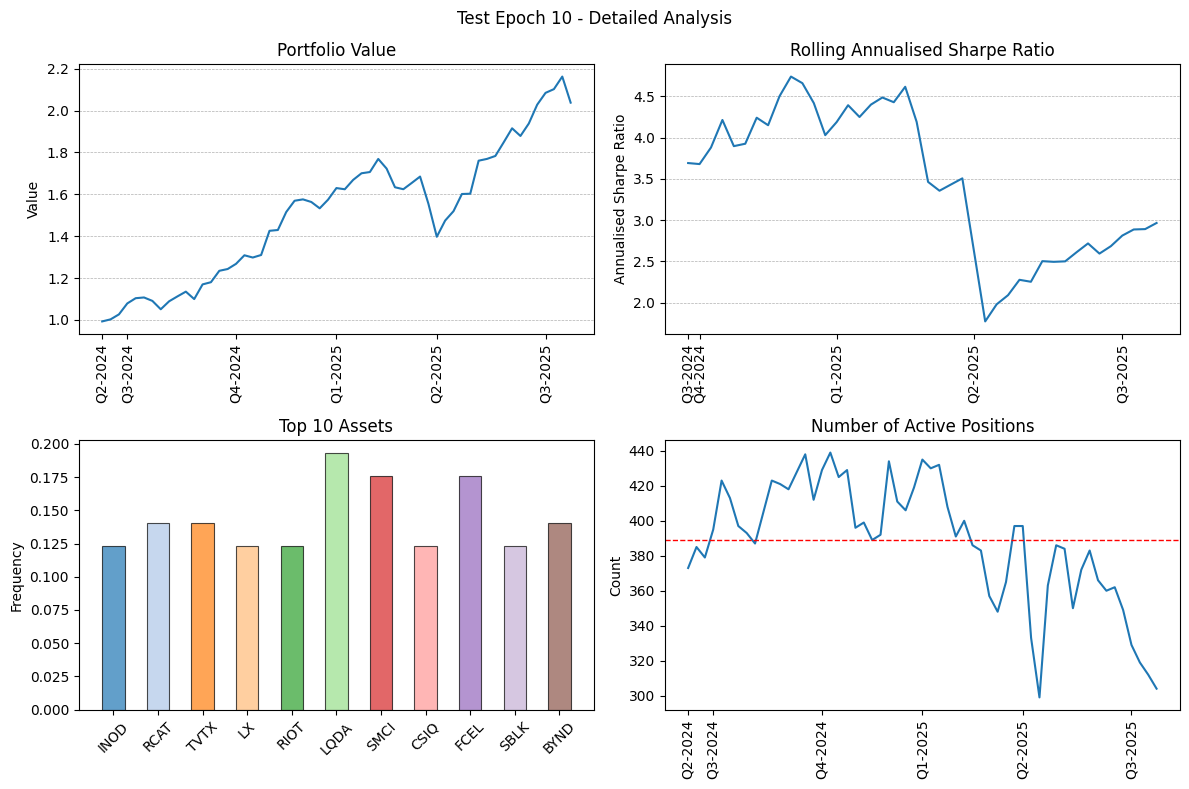 Test Epoch 10 - Detailed Analysis
Portfolio Value
Value
2.2
2.0
1.8
1.6
1.4
1.2
1.0
Q2-2024
Q3-2024
Q4-2024
Q1-2025
Q2-2025
Q3-2025
Rolling Annualised Sharpe Ratio
Annualised Sharpe Ratio
4.5
4.0
3.5
3.0
2.5
2.0
Q3-2024
Q4-2024
Q1-2025
Q2-2025
Q3-2025
Top 10 Assets
Frequency
0.200
0.175
0.150
0.125
0.100
0.075
0.050
0.025
0.000
INOD
RCAT
TVTX
LX
RIOT
LQDA
SMCI
CSIQ
FCEL
SBLK
BYND
Number of Active Positions
Count
440
420
400
380
360
340
320
300
Q2-2024
Q3-2024
Q4-2024
Q1-2025
Q2-2025
Q3-2025